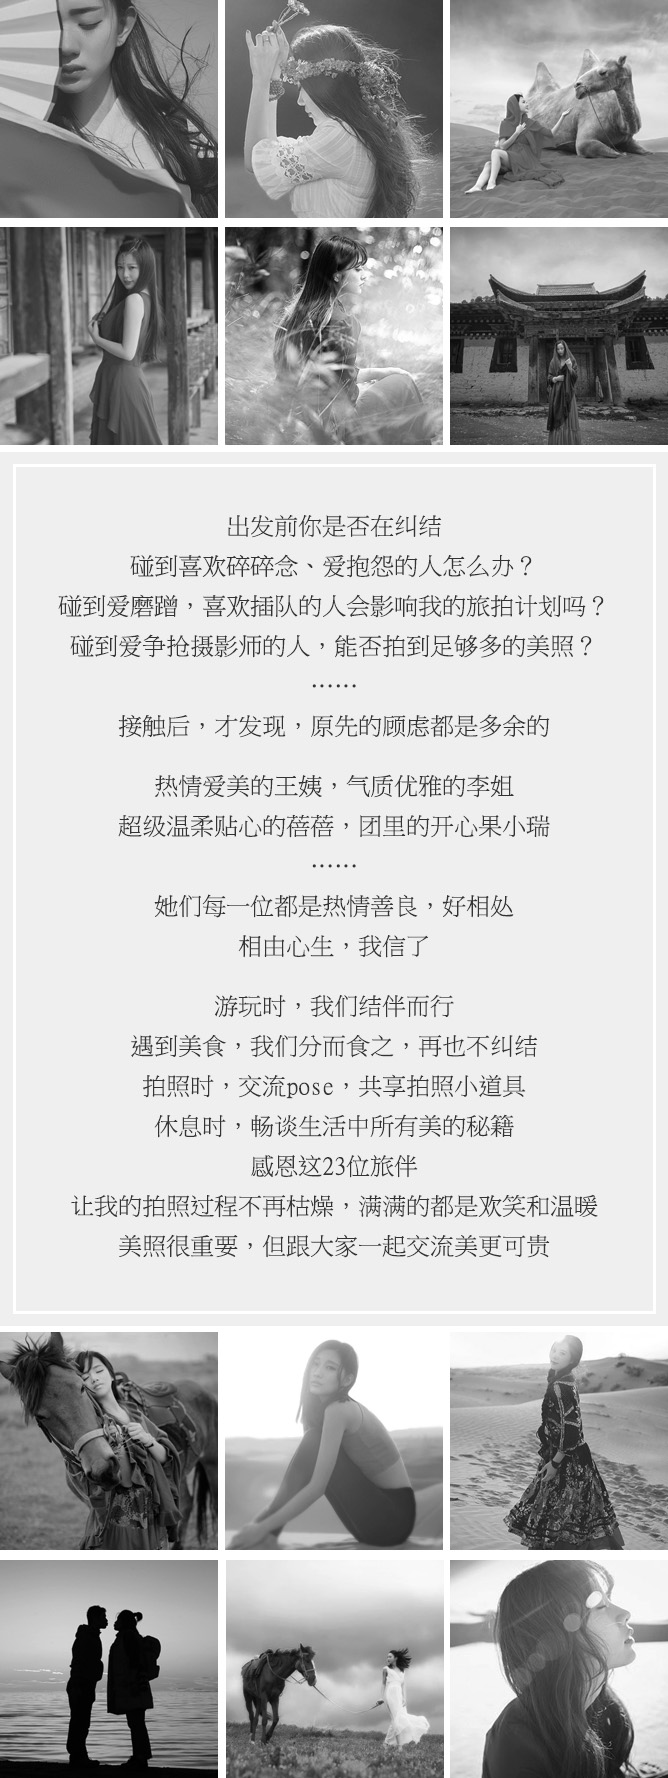 出发前你是否在纠结
碰到喜欢碎碎念、爱抱怨的人怎么办？
碰到爱磨蹭，喜欢插队的人会影响我的旅拍计划吗？
碰到爱争抢摄影师的人，能否拍到足够多的美照？
……
接触后，才发现，原先的顾虑都是多余的
热情爱美的王姨，气质优雅的李姐
超级温柔贴心的蓓蓓，团里的开心果小瑞
……
她们每一位都是热情善良，好相处
相由心生，我信了
游玩时，我们结伴而行
遇到美食，我们分而食之，再也不纠结
拍照时，交流pose，共享拍照小道具
休息时，畅谈生活中所有美的秘籍
感恩这23位旅伴
让我的拍照过程不再枯燥，满满的都是欢笑和温暖
美照很重要，但跟大家一起交流美更可贵